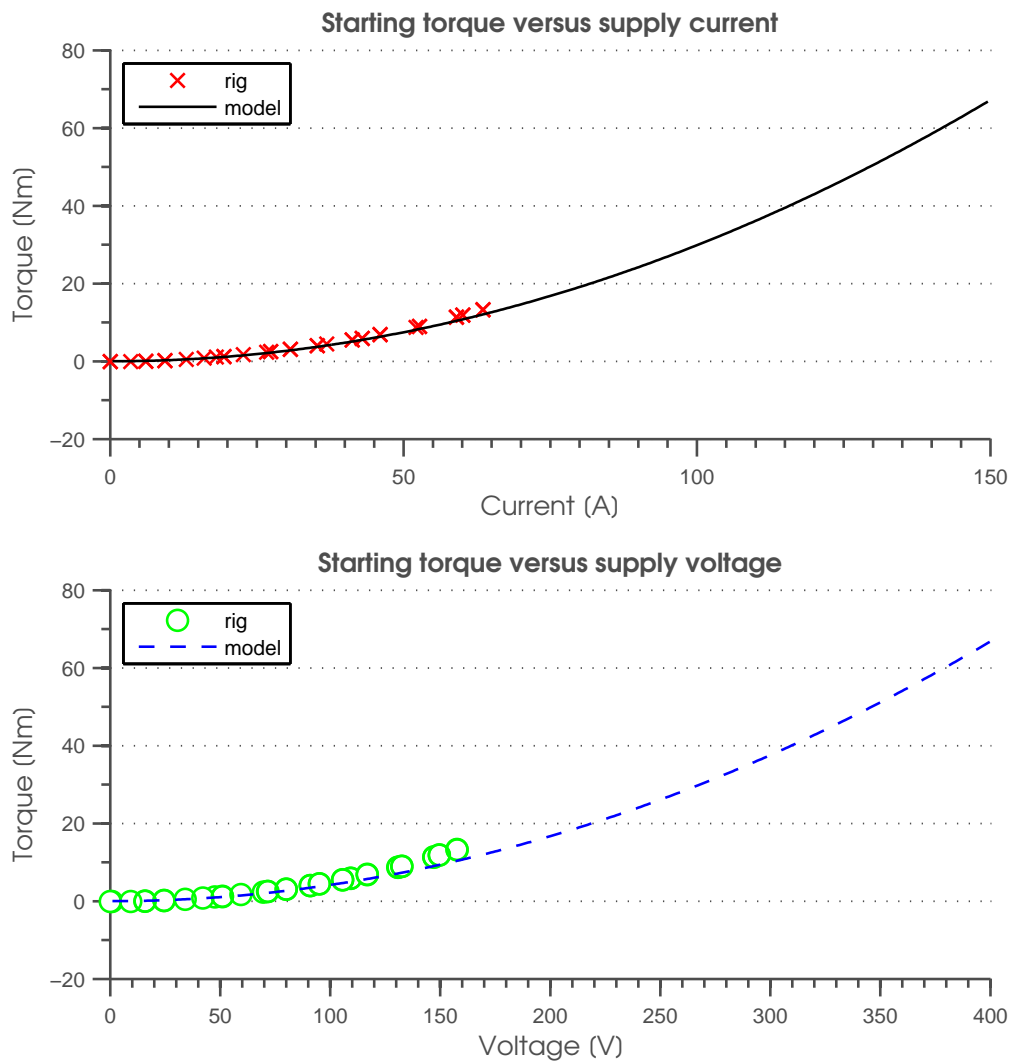 Starting torque versus supply current
80
60
40
20
0
−20
Torque (Nm)
rig
model
0 50 100 150
Current (A)
Starting torque versus supply voltage
80
60
40
20
0
−20
Torque (Nm)
rig
model
0 50 100 150 200 250 300 350 400
Voltage (V)